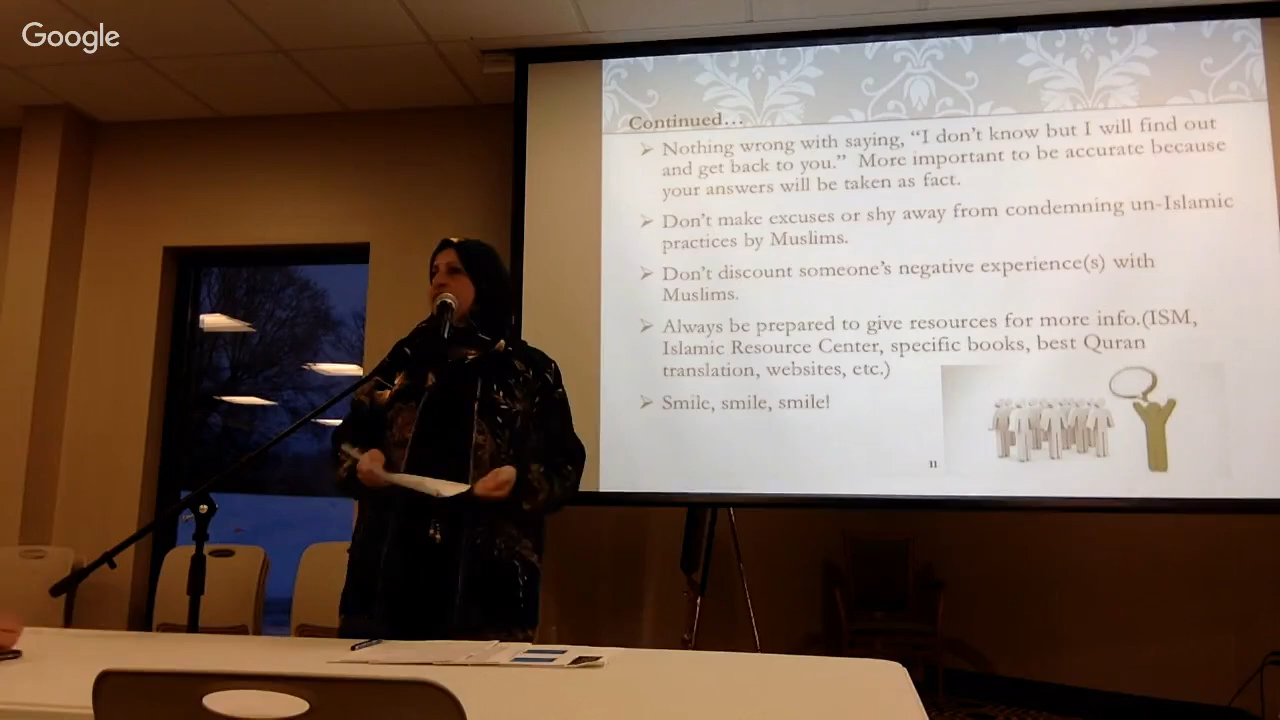 Google
Continued…
Nothing wrong with saying, “I don’t know but I will find out
and get back to you.” More important to be accurate because
your answers will be taken as fact.
Don’t make excuses or shy away from condemning un-Islamic
practices by Muslims.
Don’t discount someone’s negative experience(s) with
Muslims.
Always be prepared to give resources for more info.(ISM,
Islamic Resource Center, specific books, best Quran
translation, websites, etc.)
Smile, smile, smile!
11